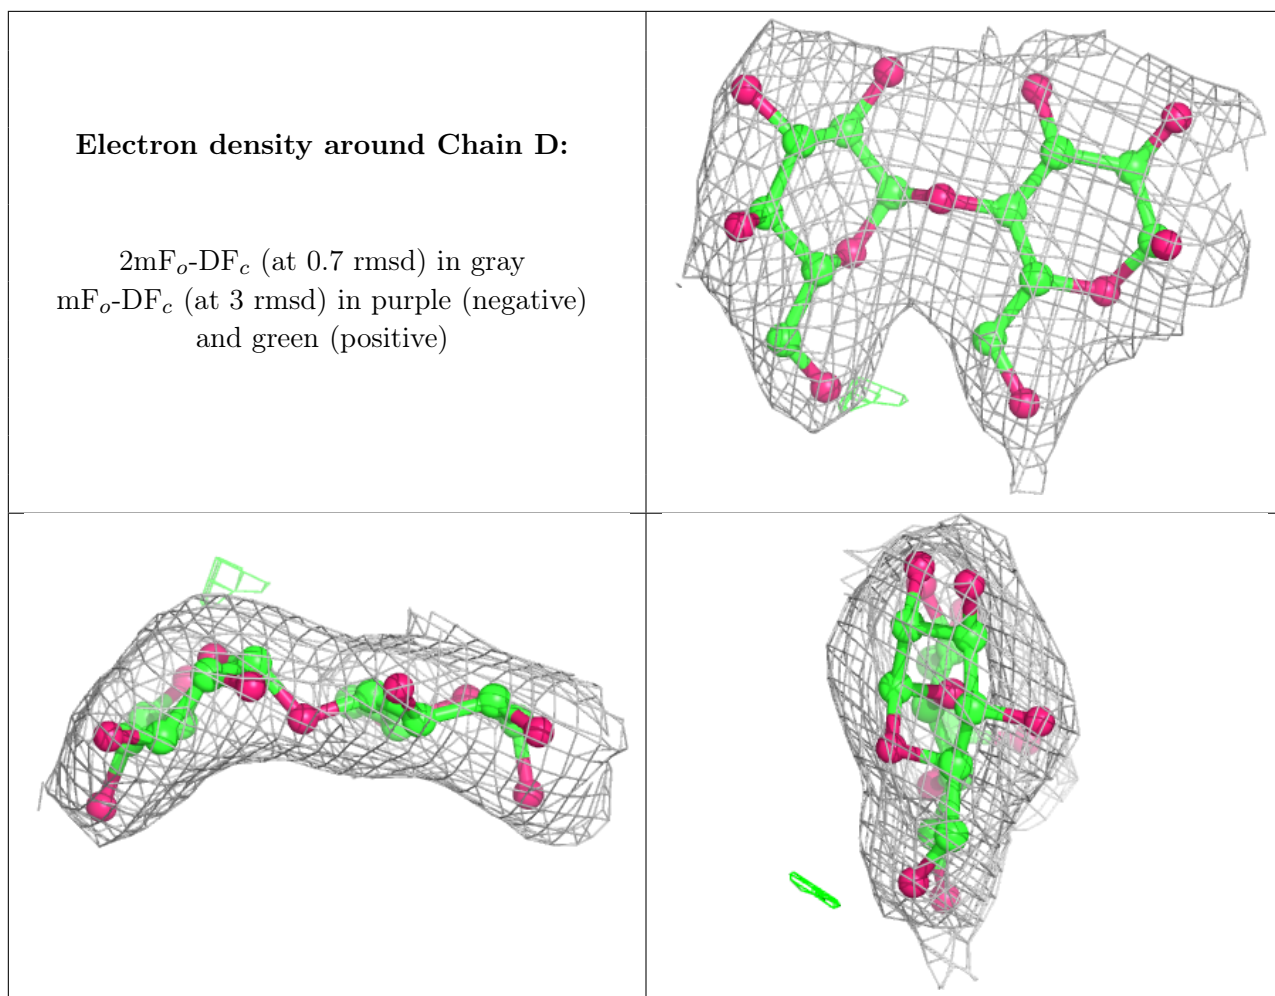 Electron density around Chain D:
2mFₒ-DF𝑐 (at 0.7 rmsd) in gray
mFₒ-DF𝑐 (at 3 rmsd) in purple (negative)
and green (positive)